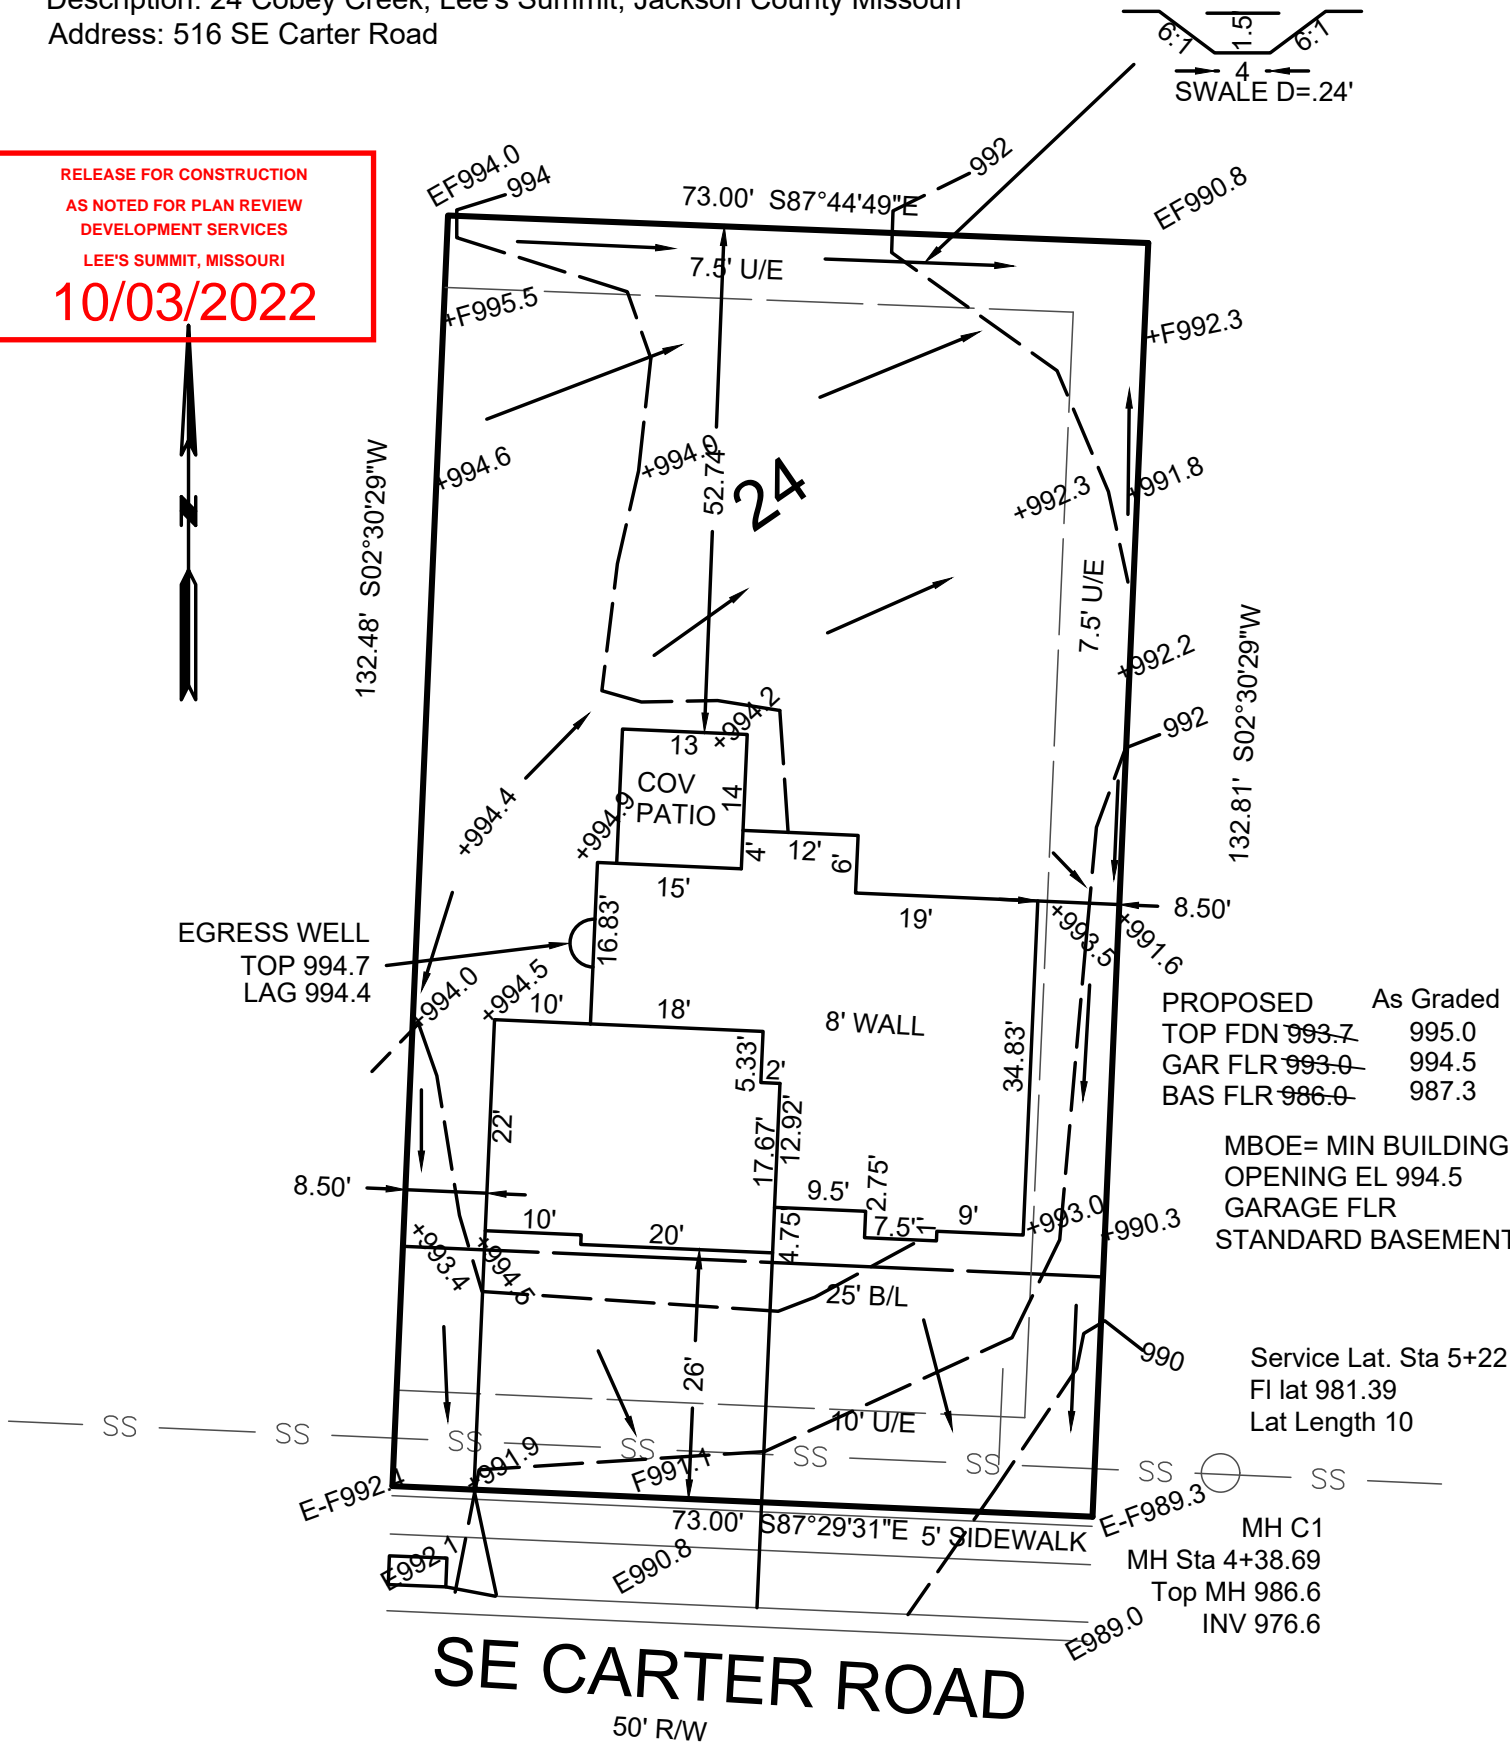 Description: 24 Cobey Creek, Lee's Summit, Jackson County Missouri
Address: 516 SE Carter Road
6:1
1.5'
6:1
4
SWALE D=.24'
RELEASE FOR CONSTRUCTION
AS NOTED FOR PLAN REVIEW
DEVELOPMENT SERVICES
LEE'S SUMMIT, MISSOURI
10/03/2022
N
EF994.0
994
73.00' S87°44'49"E
992
EF990.8
7.5' U/E
+F995.5
+F992.3
132.48' S02°30'29"W
+994.6
+994.0
52.74'
24
+992.3
+991.8
7.5' U/E
+992.2
132.81' S02°30'29"W
992
+994.2
13
COV
PATIO
14
+994.4
+994.9
4'
12'
6'
15'
19'
8.50'
16.83'
+993.5
+991.6
EGRESS WELL
TOP 994.7
LAG 994.4
+994.0
+994.5
10'
18'
8' WALL
5.33'
2'
34.83'
PROPOSED As Graded
TOP FDN 993.7 995.0
GAR FLR 993.0 994.5
BAS FLR 986.0 987.3
22'
17.67'
12.92'
MBOE= MIN BUILDING
OPENING EL 994.5
GARAGE FLR
STANDARD BASEMENT
8.50'
9.5'
2.75'
7.5'
1'
9'
+993.0
+990.3
10'
20'
4.75'
+993.4
+994.5
25' B/L
26'
990
Service Lat. Sta 5+22
Fl lat 981.39
Lat Length 10
10' U/E
SS SS SS SS SS SS SS SS
+991.9
F991.1
E-F992.1
E-F989.3
73.00' S87°29'31"E 5' SIDEWALK
MH C1
MH Sta 4+38.69
Top MH 986.6
INV 976.6
E992.1
E990.8
E989.0
SE CARTER ROAD
50' R/W